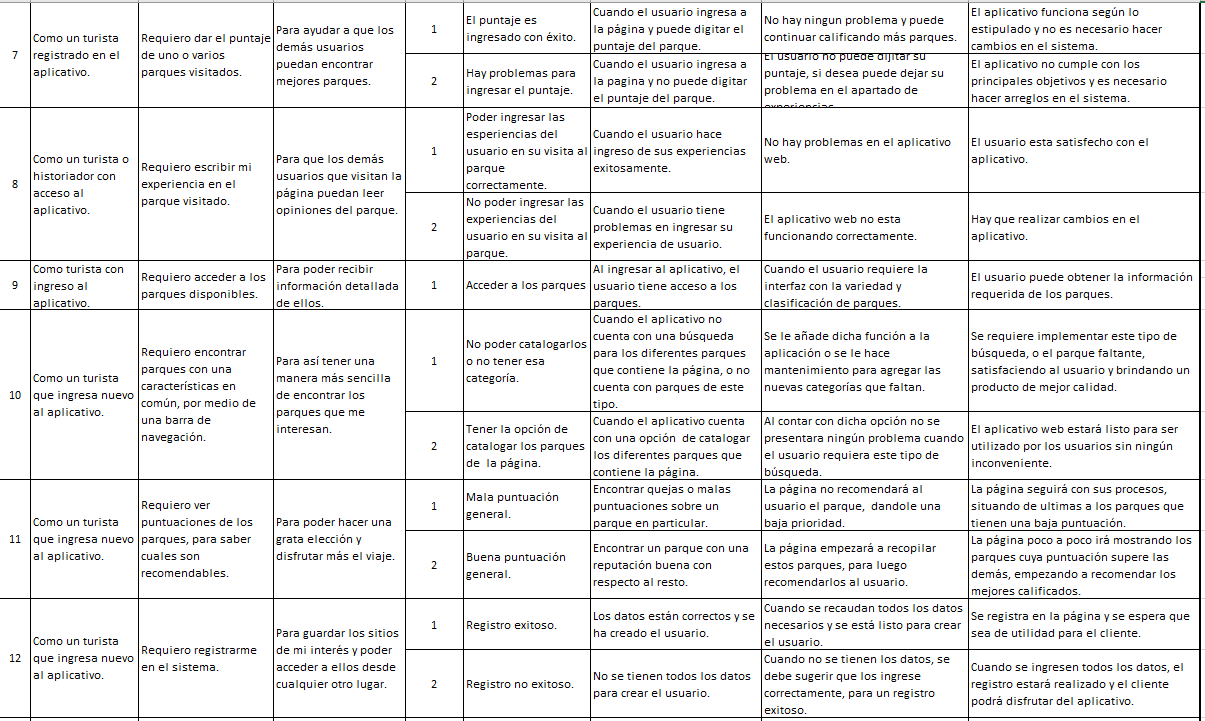 7
Como un turista
registrado en el
aplicativo.
Requiero dar el puntaje
de uno o varios
parques visitados.
Para ayudar a que los
demás usuarios
puedan encontrar
mejores parques.
1
El puntaje es
ingresado con éxito.
Cuando el usuario ingresa a
la página y puede digitar el
puntaje del parque.
No hay ningun problema y puede
continuar calificando más parques.
El aplicativo funciona según lo
estipulado y no es necesario hacer
cambios en el sistema.
2
Hay problemas para
ingresar el puntaje.
Cuando el usuario ingresa a
la pagina y no puede digitar
el puntaje del parque.
El usuario no puede dijitar su
puntaje, si desea puede dejar su
problema en el apartado de
experiencias.
El aplicativo no cumple con los
principales objetivos y es necesario
hacer arreglos en el sistema.
8
Como un turista o
historiador con
acceso al
aplicativo.
Requiero escribir mi
experiencia en el
parque visitado.
Para que los demás
usuarios que visitan la
página puedan leer
opiniones del parque.
1
Poder ingresar las
esperiencias del
usuario en su visita al
parque
correctamente.
Cuando el usuario hace
ingreso de sus experiencias
exitosamente.
No hay problemas en el aplicativo
web.
El usuario esta satisfecho con el
aplicativo.
2
No poder ingresar las
experiencias del
usuario en su visita al
parque.
Cuando el usuario tiene
problemas en ingresar su
experiencia de usuario.
El aplicativo web no esta
funcionando correctamente.
Hay que realizar cambios en el
aplicativo.
9
Como turista con
ingreso al
aplicativo.
Requiero acceder a los
parques disponibles.
Para poder recibir
información detallada
de ellos.
1
Acceder a los parques
Al ingresar al aplicativo, el
usuario tiene acceso a los
parques.
Cuando el usuario requiere la
interfaz con la variedad y
clasificación de parques.
El usuario puede obtener la información
requerida de los parques.
10
Como un turista
que ingresa nuevo
al aplicativo.
Requiero encontrar
parques con una
características en
común, por medio de
una barra de
navegación.
Para así tener una
manera más sencilla
de encontrar los
parques que me
interesan.
1
No poder catalogarlos
o no tener esa
categoría.
Cuando el aplicativo no
cuenta con una búsqueda
para los diferentes parques
que contiene la página, o no
cuenta con parques de este
tipo.
Se le añade dicha función a la
aplicación o se le hace
mantenimiento para agregar las
nuevas categorías que faltan.
Se requiere implementar este tipo de
búsqueda, o el parque faltante,
satisfaciendo al usuario y brindando un
producto de mejor calidad.
2
Tener la opción de
catalogar los parques
de la página.
Cuando el aplicativo cuenta
con una opción de catalogar
los diferentes parques que
contiene la página.
Al contar con dicha opción no se
presentara ningún problema cuando
el usuario requiera este tipo de
búsqueda.
El aplicativo web estará listo para ser
utilizado por los usuarios sin ningún
inconveniente.
11
Como un turista
que ingresa nuevo
al aplicativo.
Requiero ver
puntuaciones de los
parques, para saber
cuales son
recomendables.
Para poder hacer una
grata elección y
disfrutar más el viaje.
1
Mala puntuación
general.
Encontrar quejas o malas
puntuaciones sobre un
parque en particular.
La página no recomendará al
usuario el parque, dandole una
baja prioridad.
La página seguirá con sus procesos,
situando de ultimas a los parques que
tienen una baja puntuación.
2
Buena puntuación
general.
Encontrar un parque con una
reputación buena con
respecto al resto.
La página empezará a recopilar
estos parques, para luego
recomendarlos al usuario.
La página poco a poco irá mostrando los
parques cuya puntuación supere las
demás, empezando a recomendar los
mejores calificados.
12
Como un turista
que ingresa nuevo
al aplicativo.
Requiero registrarme
en el sistema.
Para guardar los sitios
de mi interés y poder
acceder a ellos desde
cualquier otro lugar.
1
Registro exitoso.
Los datos están correctos y se
ha creado el usuario.
Cuando se recaudan todos los datos
necesarios y se está listo para crear
el usuario.
Se registra en la página y se espera que
sea de utilidad para el cliente.
2
Registro no exitoso.
No se tienen todos los datos
para crear el usuario.
Cuando no se tienen los datos, se
debe sugerir que los ingrese
correctamente, para un registro
exitoso.
Cuando se ingresen todos los datos, el
registro estará realizado y el cliente
podrá disfrutar del aplicativo.